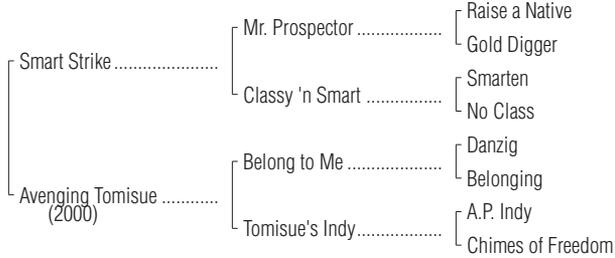 Raise a Native
Mr. Prospector ..................
Gold Digger
Smart Strike ......................
Smarten
Classy 'n Smart ................
No Class
Danzig
Belong to Me ....................
Belonging
Avenging Tomisue ............
(2000)
A.P. Indy
Tomisue's Indy..................
Chimes of Freedom